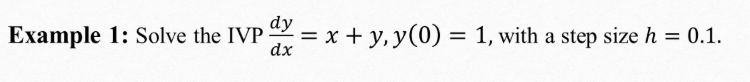 Example 1: Solve the IVP dy/dx = x + y, y(0) = 1, with a step size h = 0.1.